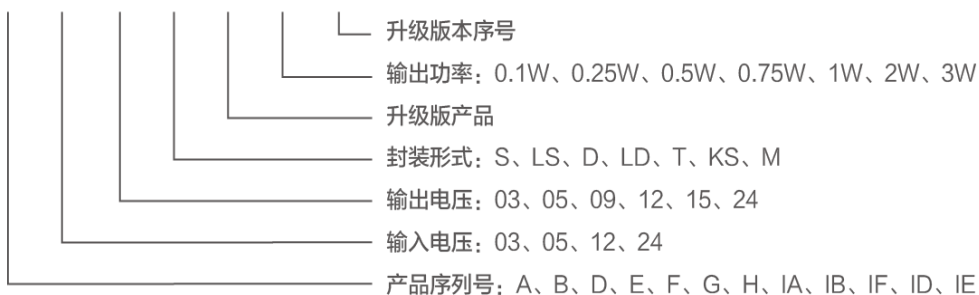 升级版本序号
输出功率：0.1W、0.25W、0.5W、0.75W、1W、2W、3W
升级版产品
封装形式：S、LS、D、LD、T、KS、M
输出电压：03、05、09、12、15、24
输入电压：03、05、12、24
产品序列号：A、B、D、E、F、G、H、IA、IB、IF、ID、IE